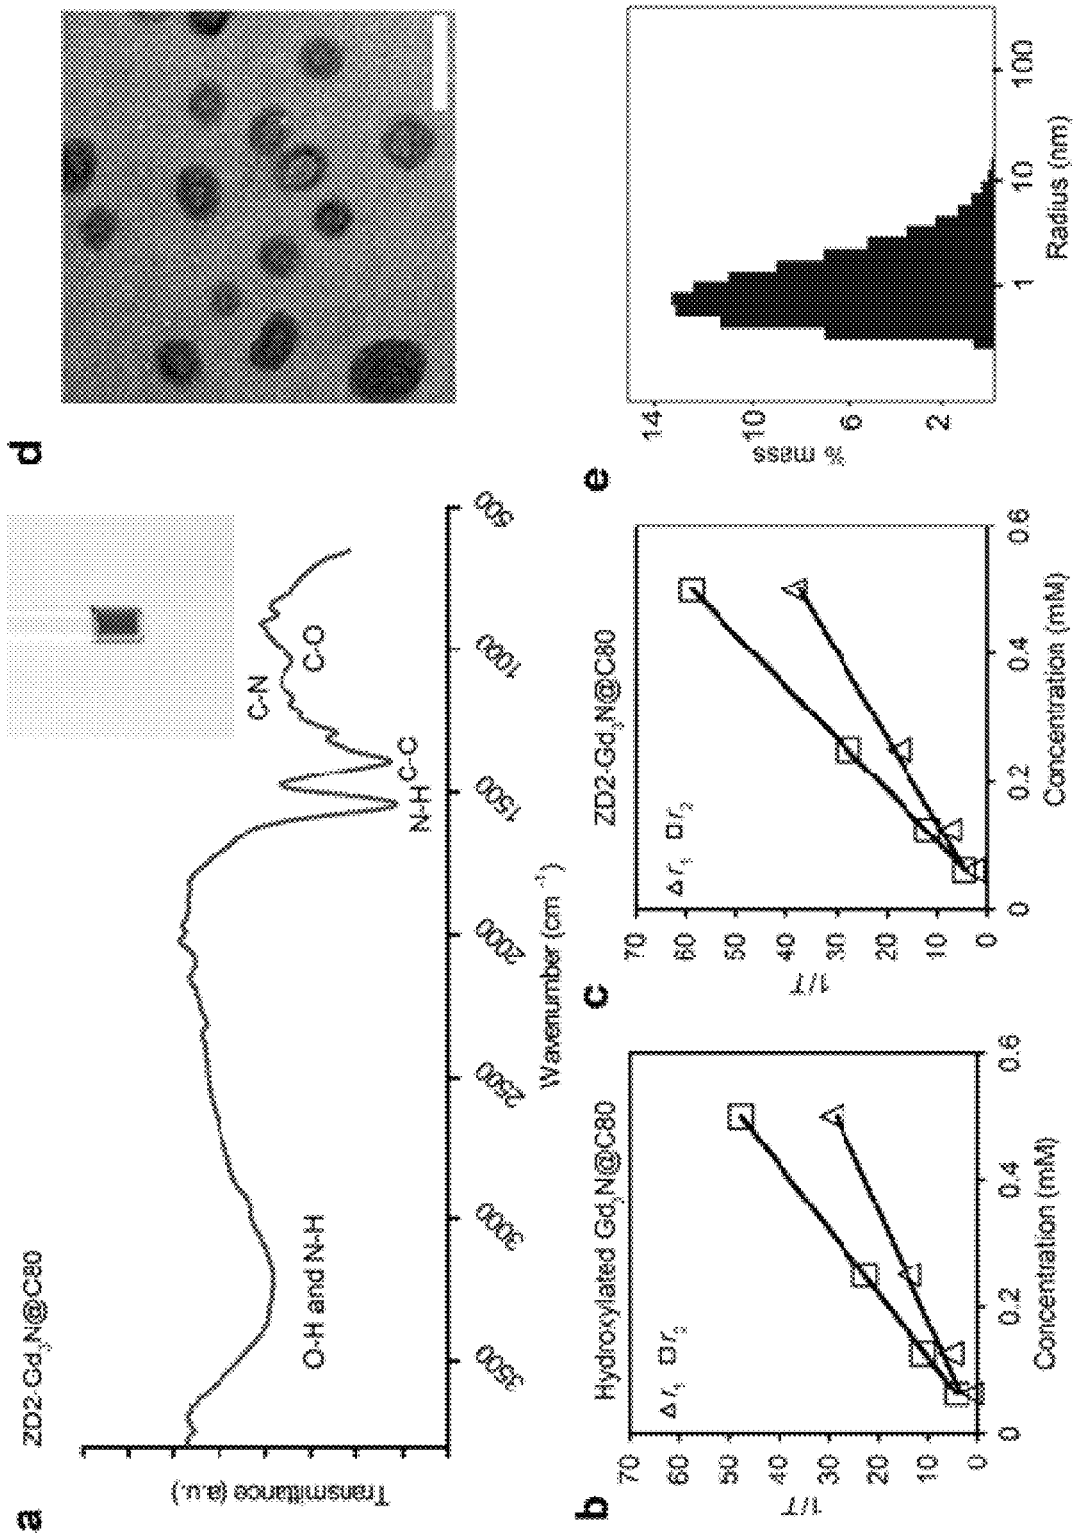 a
ZD2-Gd3N@C80
Transmittance (a.u.)
O-H and N-H
N-H
C-C
C-N
C-O
3500 3000 2500 2000 1500 1000 500
Wavenumber (cm -1)
b
Hydroxylated Gd3N@C80
Δ r1 □ r2
1/T
70
60
50
40
30
20
10
0
0 0.2 0.4 0.6
Concentration (mM)
c
ZD2-Gd3N@C80
Δ r1 □ r2
1/T
70
60
50
40
30
20
10
0
0 0.2 0.4 0.6
Concentration (mM)
d
e
% mass
14
10
6
2
1 10 100
Radius (nm)